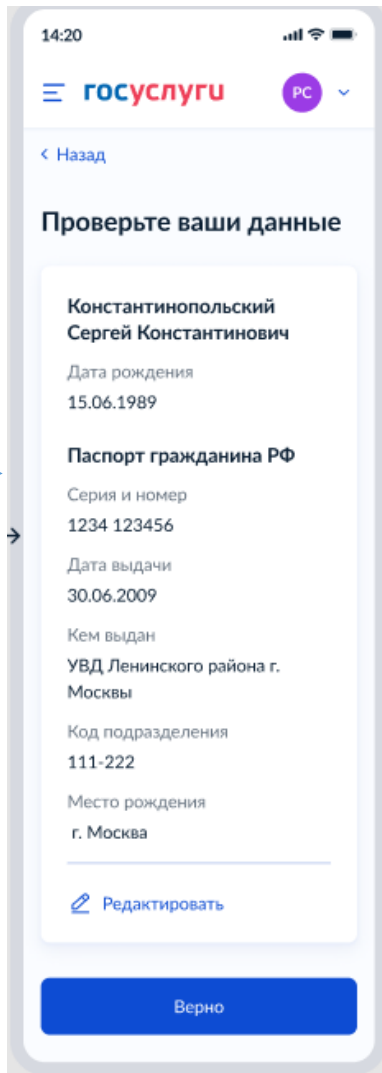 14:20
госуслуги
РС
Назад
Проверьте ваши данные
Константинопольский
Сергей Константинович
Дата рождения
15.06.1989
Паспорт гражданина РФ
Серия и номер
1234 123456
Дата выдачи
30.06.2009
Кем выдан
УВД Ленинского района г.
Москвы
Код подразделения
111-222
Место рождения
г. Москва
Редактировать
Верно